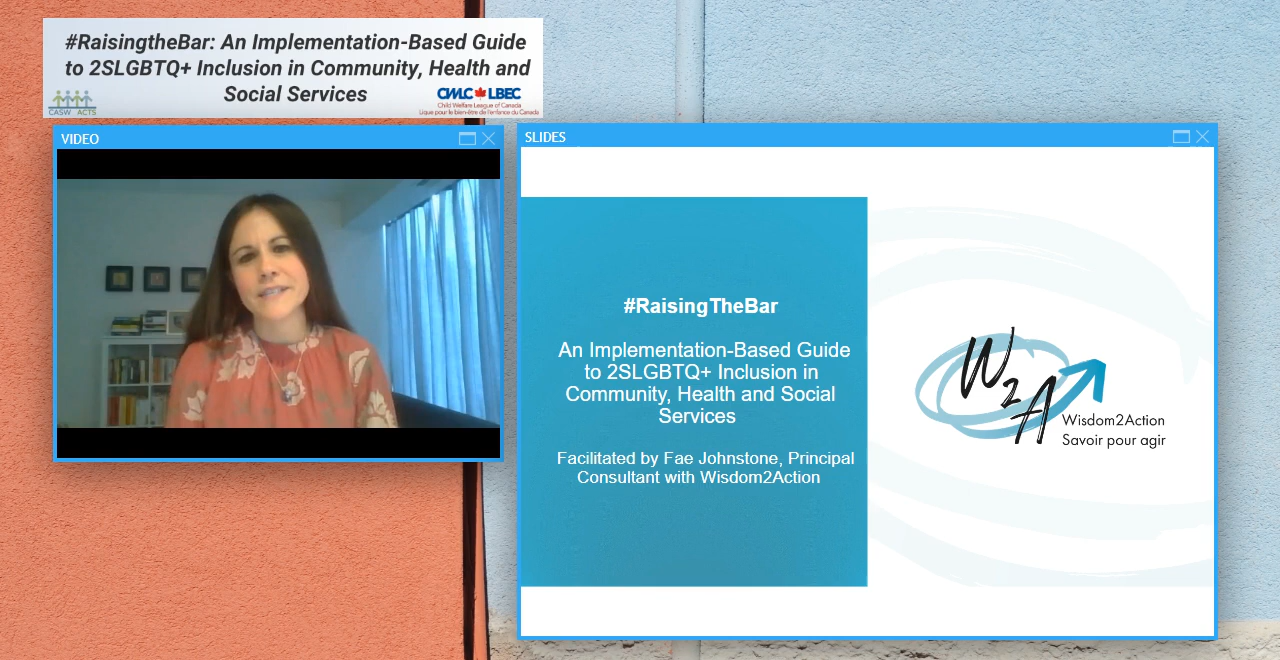 #RaisingtheBar: An Implementation-Based Guide
to 2SLGBTQ+ Inclusion in Community, Health and
Social Services
CASW ACTS
CWLC LBEC
Child Welfare League of Canada
Ligue pour le bien-être de l'enfance du Canada
VIDEO
SLIDES
#RaisingTheBar
An Implementation-Based Guide
to 2SLGBTQ+ Inclusion in
Community, Health and Social
Services
Facilitated by Fae Johnstone, Principal
Consultant with Wisdom2Action
W2A
Wisdom2Action
Savoir pour agir